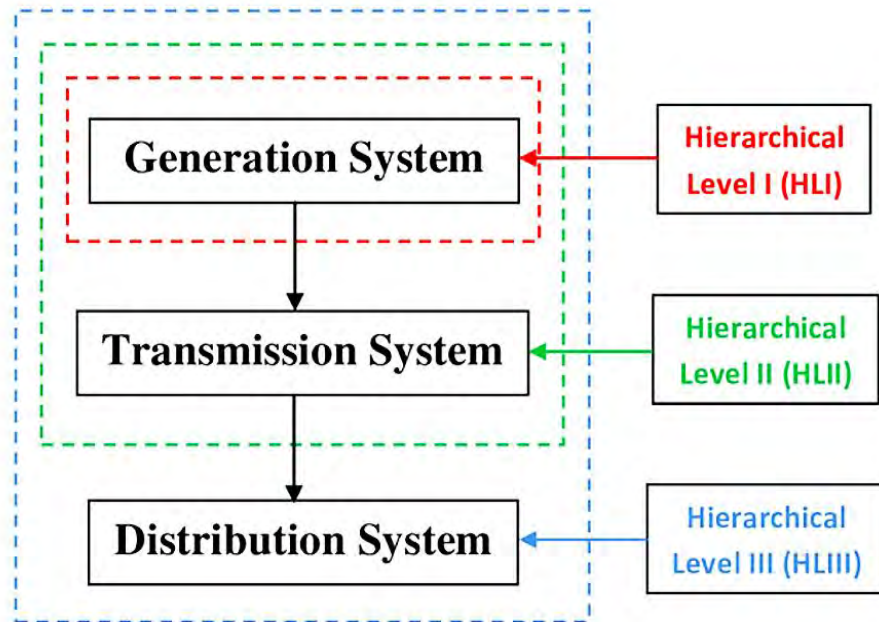 Generation System
Hierarchical
Level I (HLI)
Transmission System
Hierarchical
Level II (HLII)
Distribution System
Hierarchical
Level III (HLIII)